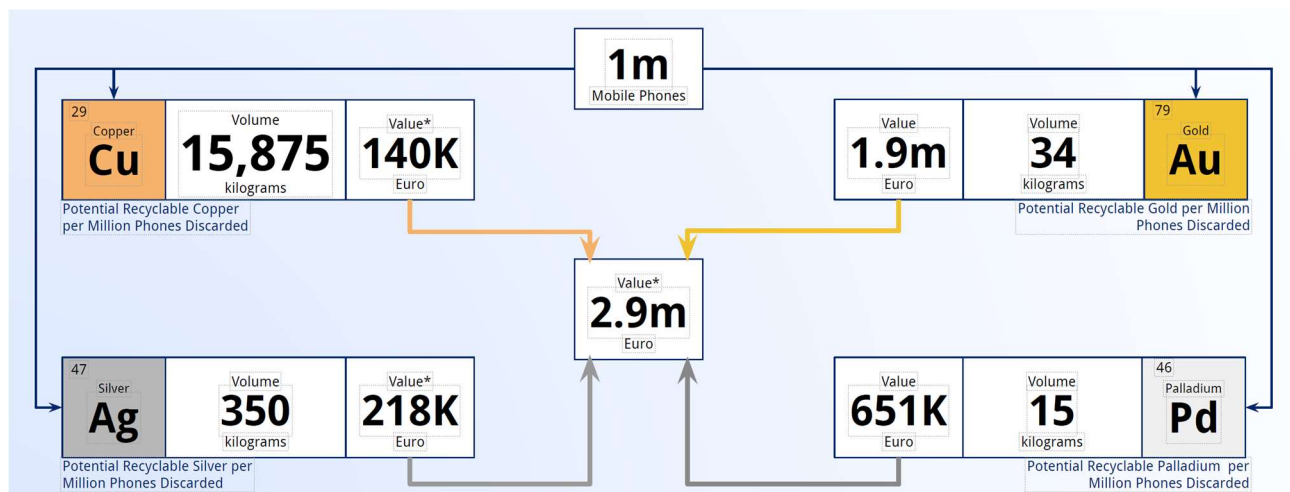 1m
Mobile Phones
29
Copper
Cu
Volume
15,875
kilograms
Value*
140K
Euro
Potential Recyclable Copper
per Million Phones Discarded
Value
1.9m
Euro
Volume
34
kilograms
79
Gold
Au
Potential Recyclable Gold per Million
Phones Discarded
Value*
2.9m
Euro
47
Silver
Ag
Volume
350
kilograms
Value*
218K
Euro
Potential Recyclable Silver per
Million Phones Discarded
Value
651K
Euro
Volume
15
kilograms
46
Palladium
Pd
Potential Recyclable Palladium per
Million Phones Discarded